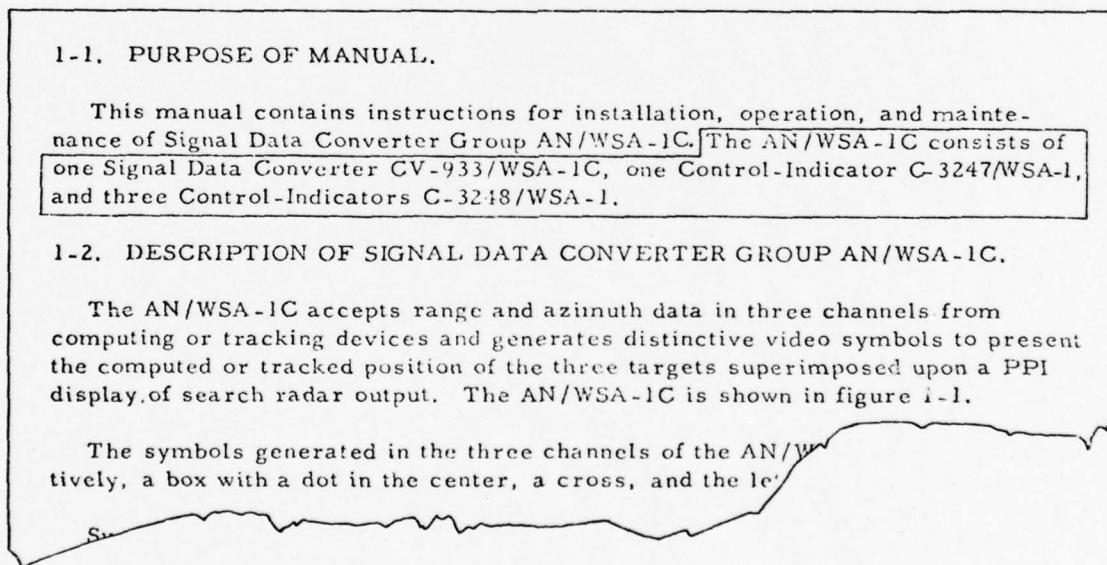 1-1. PURPOSE OF MANUAL.
This manual contains instructions for installation, operation, and mainte-
nance of Signal Data Converter Group AN/WSA-1C. The AN/WSA-1C consists of
one Signal Data Converter CV-933/WSA-1C, one Control-Indicator C-3247/WSA-1,
and three Control-Indicators C-3248/WSA-1.
1-2. DESCRIPTION OF SIGNAL DATA CONVERTER GROUP AN/WSA-1C.
The AN/WSA-1C accepts range and azimuth data in three channels from
computing or tracking devices and generates distinctive video symbols to present
the computed or tracked position of the three targets superimposed upon a PPI
display of search radar output. The AN/WSA-1C is shown in figure 1-1.
The symbols generated in the three channels of the
tively, a box with a dot in the center, a cross, and the